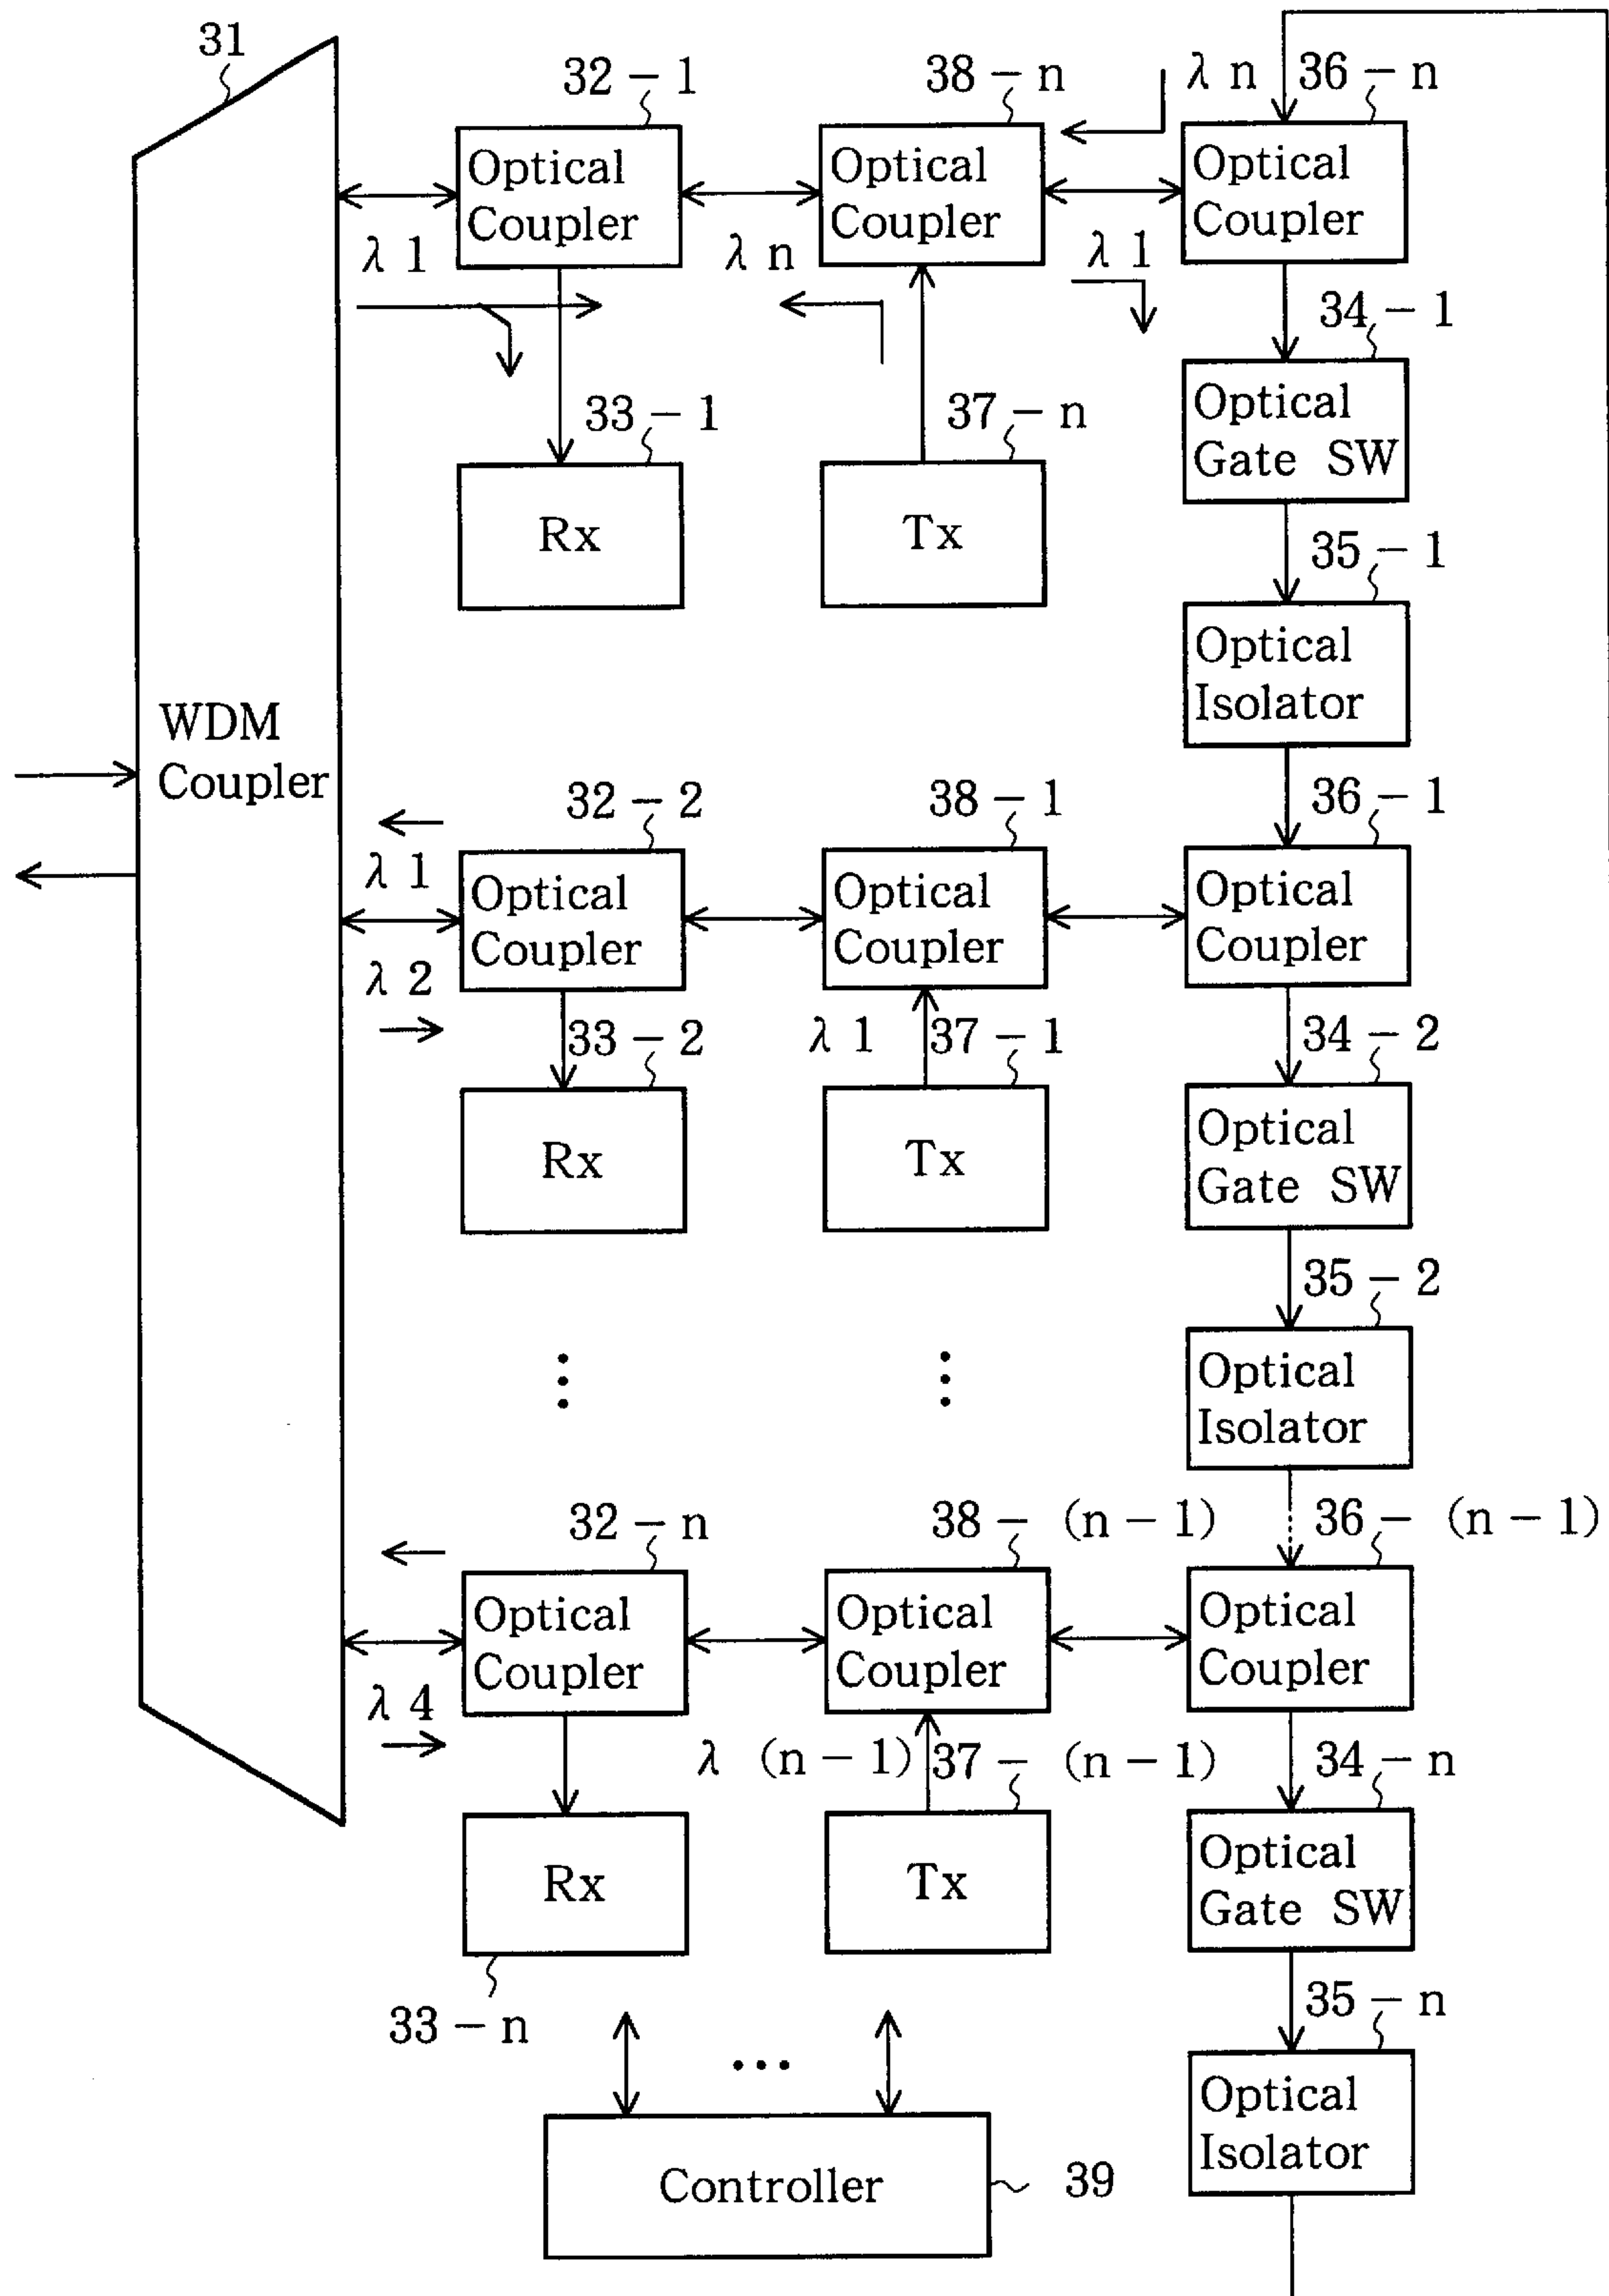 31
32-1
38-n
λn
36-n
Optical
Coupler
Optical
Coupler
Optical
Coupler
λ1
λn
λ1
34-1
Optical
Gate SW
33-1
37-n
Rx
Tx
35-1
Optical
Isolator
WDM
Coupler
32-2
38-1
36-1
λ1
Optical
Coupler
Optical
Coupler
Optical
Coupler
λ2
33-2
λ1
37-1
34-2
Rx
Tx
Optical
Gate SW
35-2
Optical
Isolator
32-n
38-(n-1)
36-(n-1)
Optical
Coupler
Optical
Coupler
Optical
Coupler
λ4
λ(n-1)
37-(n-1)
34-n
Rx
Tx
Optical
Gate SW
33-n
35-n
Optical
Isolator
Controller
39